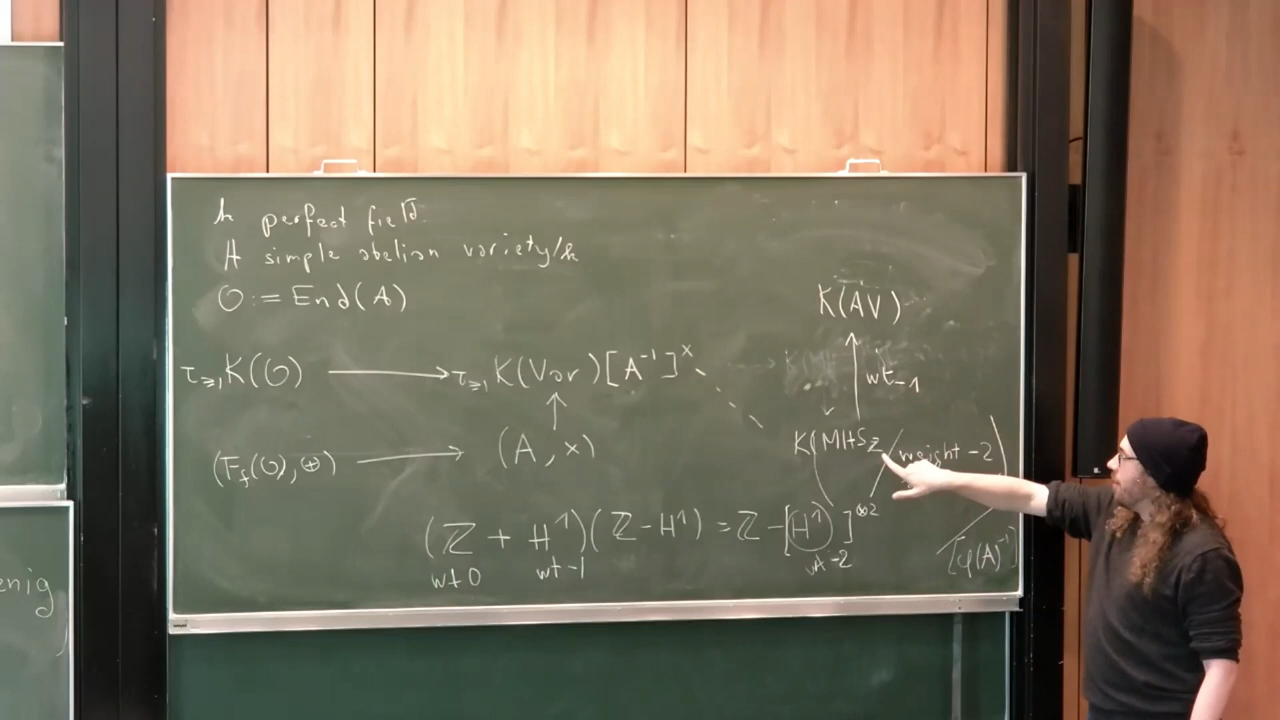 k perfect field.
A simple abelian variety/k
O := End(A)
K(AV)
τ≥1 K(O) ⟶ τ≥1 K(Var)[A⁻¹]ˣ
wt-1
(F_f(O), ⊕) ⟶ (A, ×)
K(MHS_Z / weight -2)
(Z + H¹)(Z - H¹) = Z - [H¹]^⊗2
wt 0 wt -1 wt -2
[φ(A)⁻¹]
enig